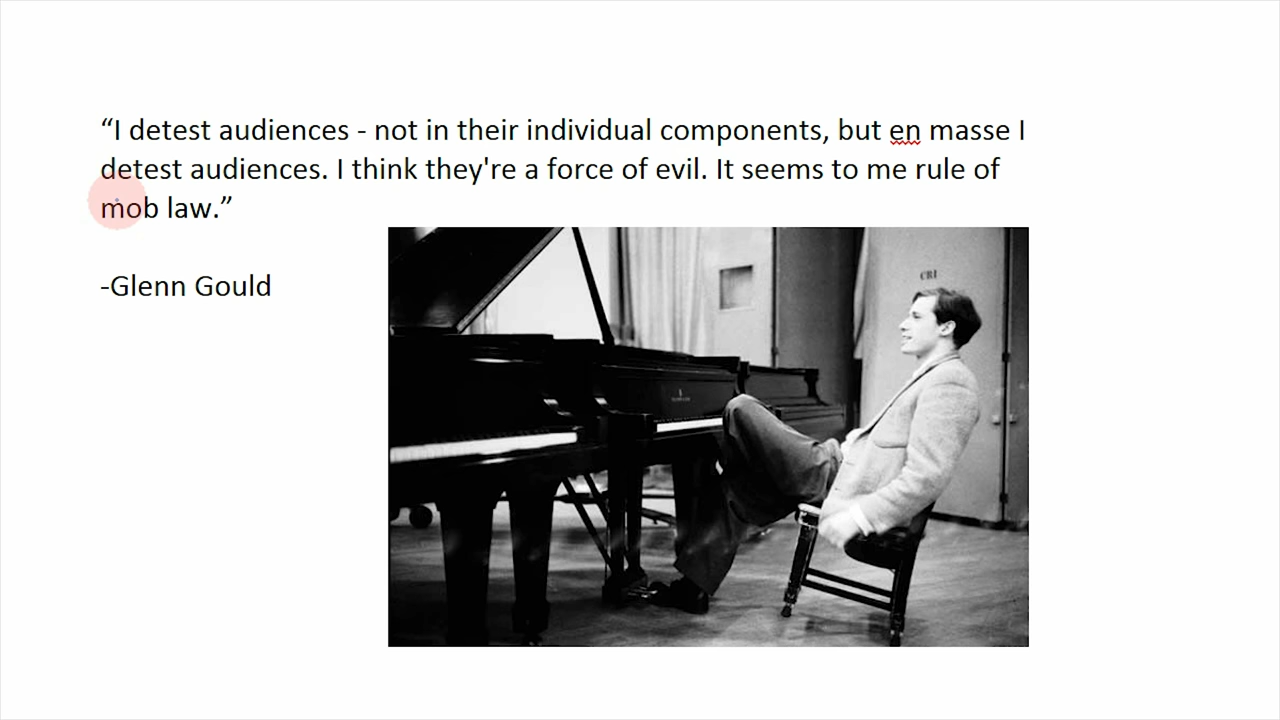 “I detest audiences - not in their individual components, but en masse I
detest audiences. I think they're a force of evil. It seems to me rule of
mob law.”
-Glenn Gould
CRI